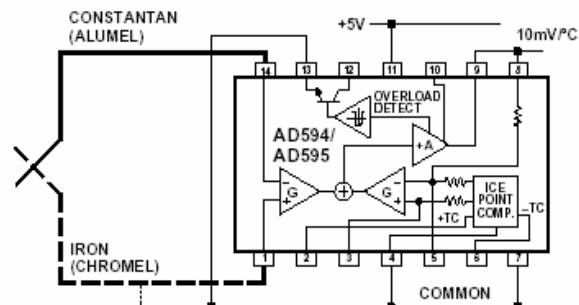 CONSTANTAN
(ALUMEL)
+5V
10mV/°C
14 13 12 11 10 9 8
OVERLOAD
DETECT
AD594/
AD595
+A
− G +
+
− G +
ICE
POINT
COMP.
+TC
−TC
IRON
(CHROMEL)
1 2 3 4 5 6 7
COMMON